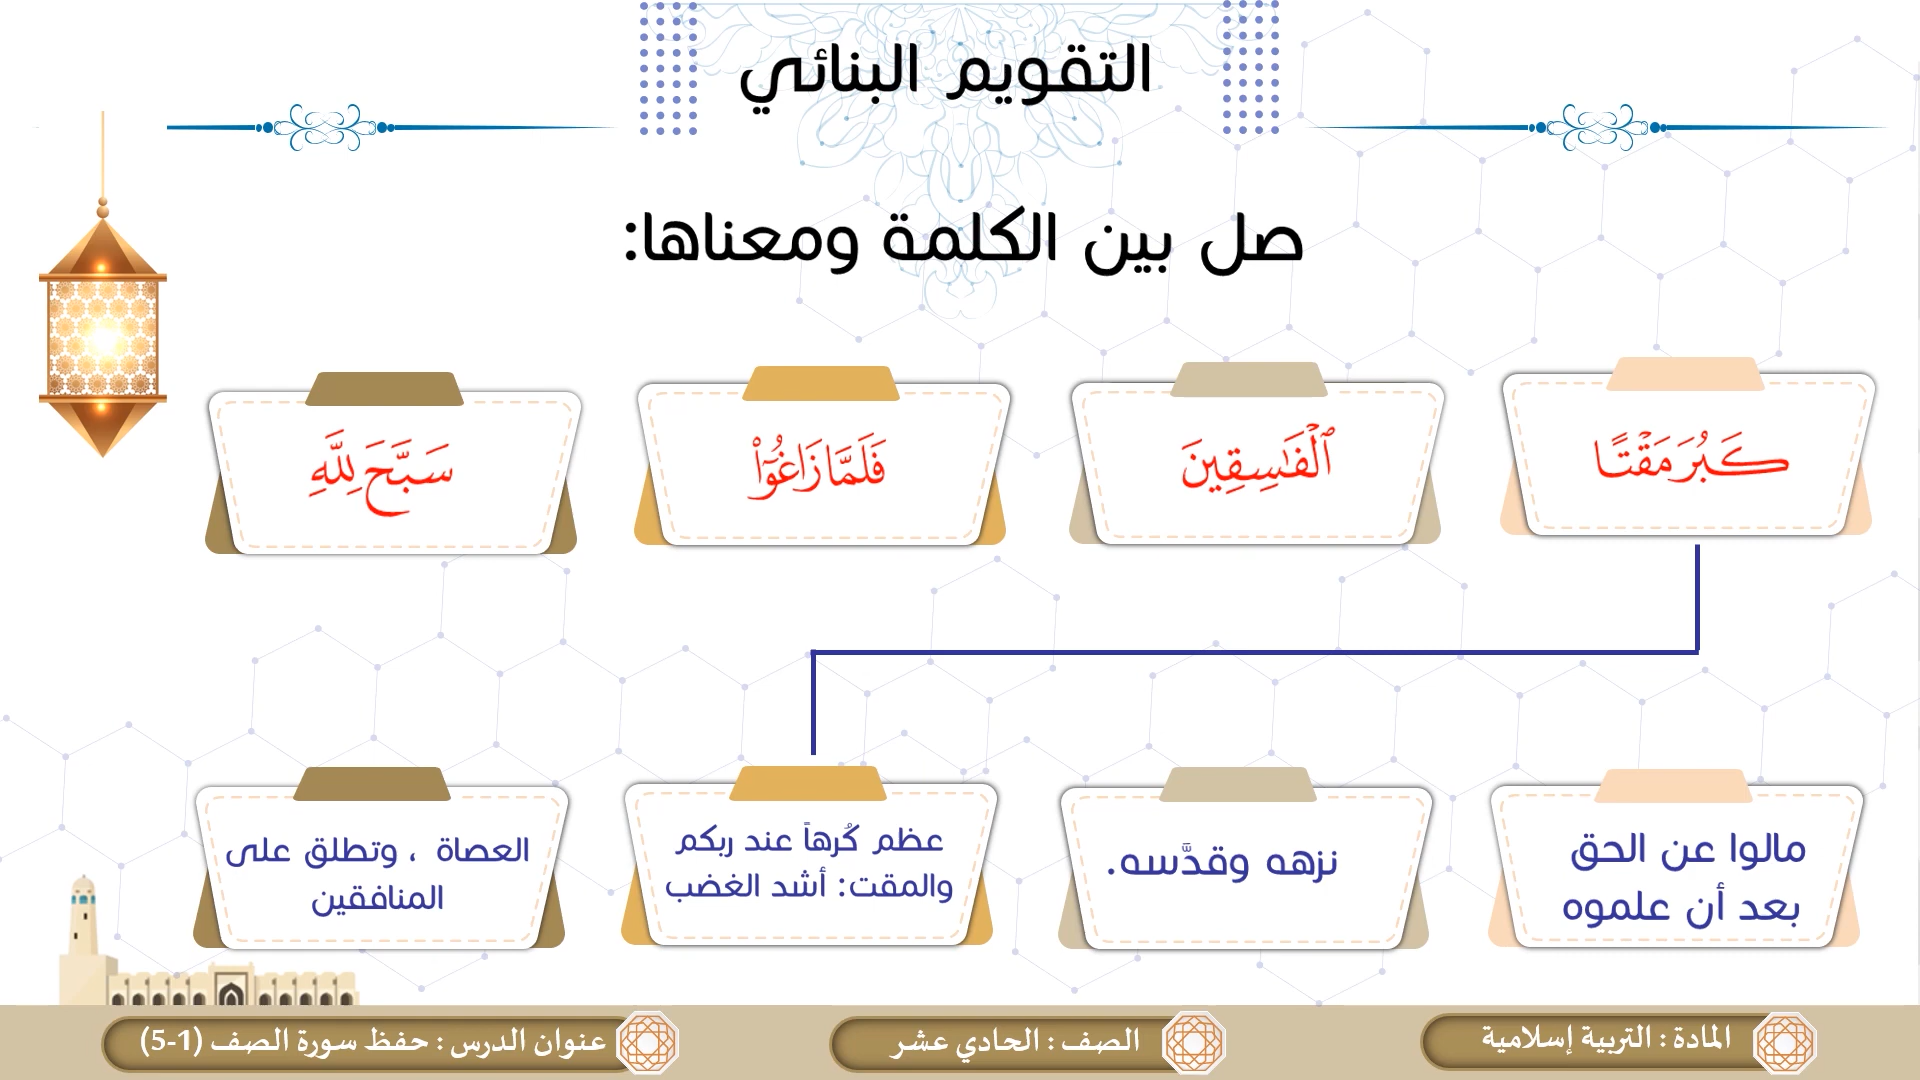 التقويم البنائي
صل بين الكلمة ومعناها:
كَبُرَ مَقْتًا
ٱلْفَٰسِقِينَ
فَلَمَّا زَاغُوٓا۟
سَبَّحَ لِلَّهِ
مالوا عن الحق
بعد أن علموه
نزهه وقدَّسه.
عظم كُرهاً عند ربكم
والمقت: أشد الغضب
العصاة ، وتطلق على
المنافقين
المادة : التربية إسلامية
الصف : الحادي عشر
عنوان الدرس : حفظ سورة الصف (1-5)